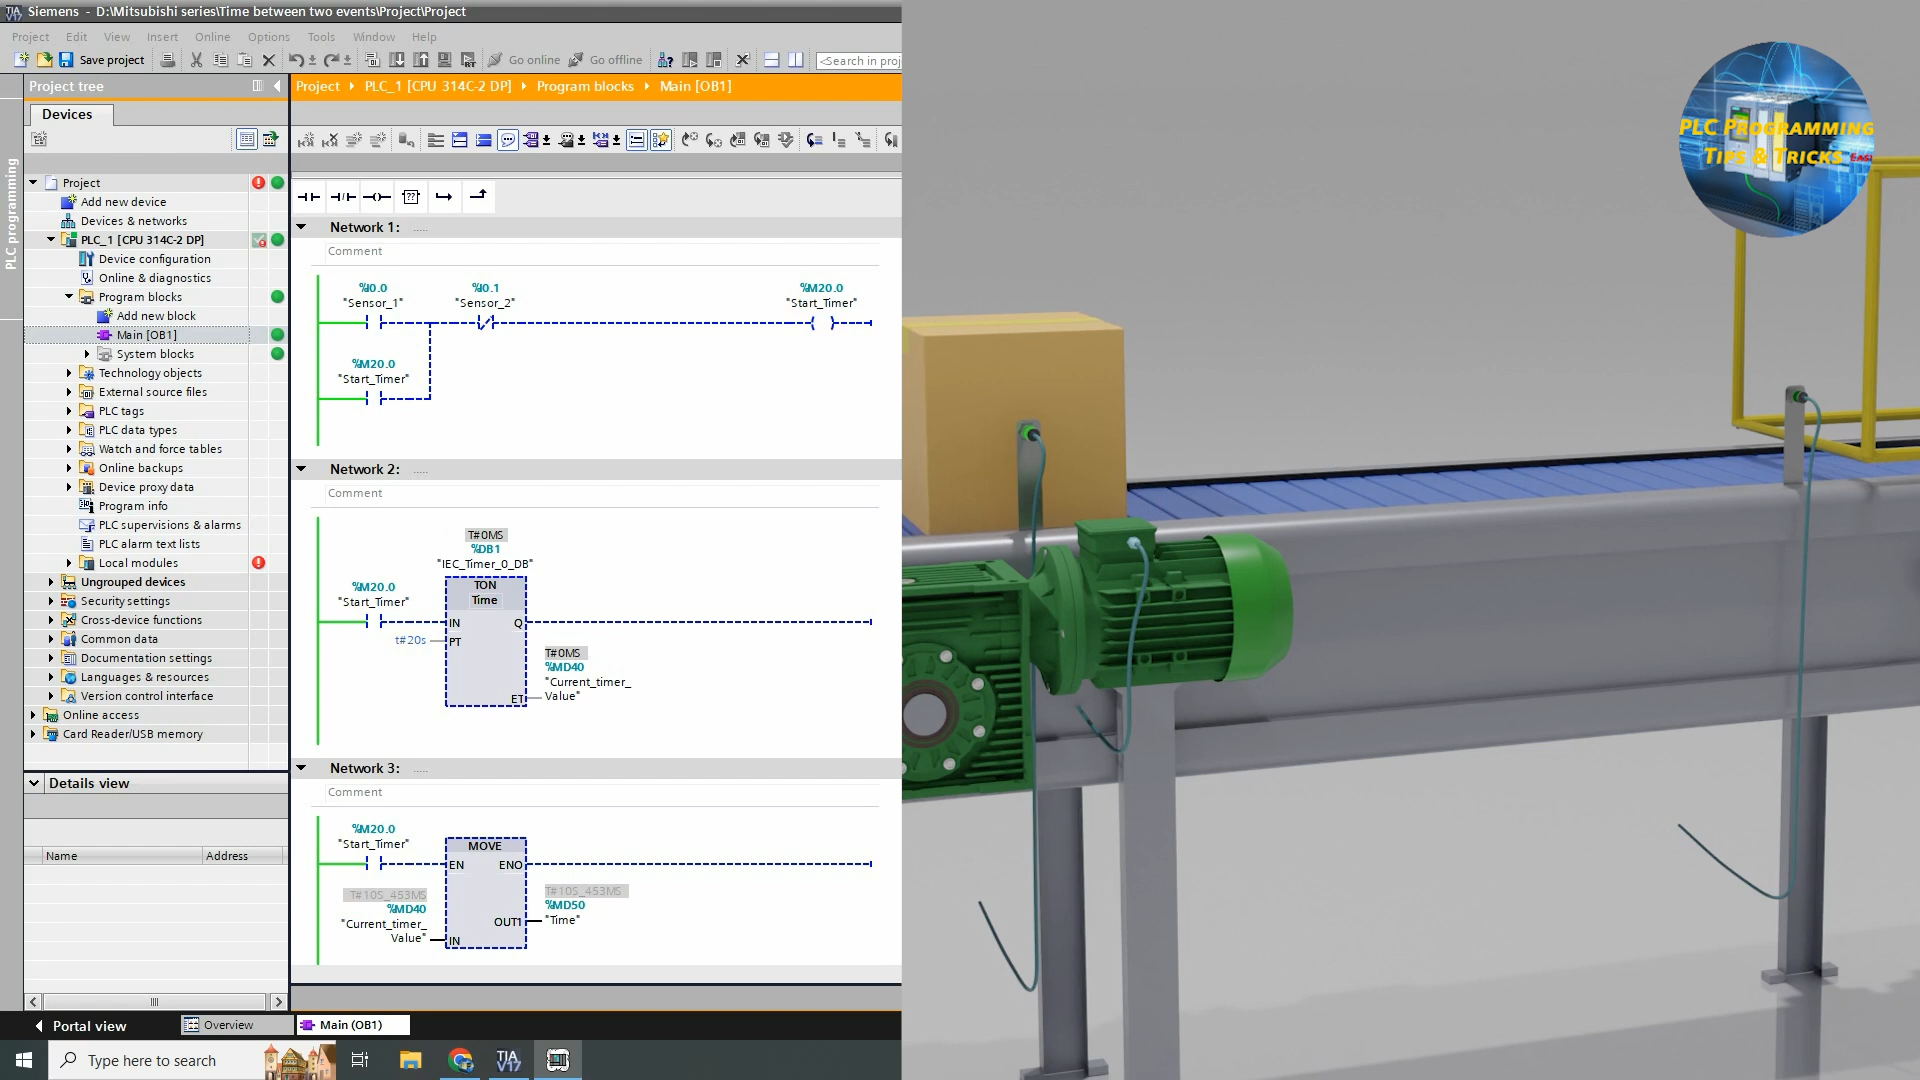 Siemens - D:\Mitsubishi series\Time between two events\Project\Project
Project Edit View Insert Online Options Tools Window Help
Save project Go online Go offline <Search in proj
Project tree
Project PLC_1 [CPU 314C-2 DP] Program blocks Main [OB1]
Devices
PLC programming
Project
Add new device
Devices & networks
PLC_1 [CPU 314C-2 DP]
Device configuration
Online & diagnostics
Program blocks
Add new block
Main [OB1]
System blocks
Technology objects
External source files
PLC tags
PLC data types
Watch and force tables
Online backups
Device proxy data
Program info
PLC supervisions & alarms
PLC alarm text lists
Local modules
Ungrouped devices
Security settings
Cross-device functions
Common data
Documentation settings
Languages & resources
Version control interface
Online access
Card Reader/USB memory
Details view
Name Address
Network 1: .....
Comment
%I0.0 %I0.1 %M20.0
"Sensor_1" "Sensor_2" "Start_Timer"
%M20.0
"Start_Timer"
Network 2: .....
Comment
T#0MS
%DB1
"IEC_Timer_0_DB"
%M20.0 TON
"Start_Timer" Time
IN Q
t#20s PT
T#0MS
%MD40
"Current_timer_
ET Value"
Network 3: .....
Comment
%M20.0
"Start_Timer" MOVE
EN ENO
T#10S_453MS T#10S_453MS
%MD40 %MD50
"Current_timer_ OUT1 "Time"
Value" IN
Portal view Overview Main (OB1)
Type here to search TIA V17
PLC PROGRAMMING
TIPS & TRICKS EASY